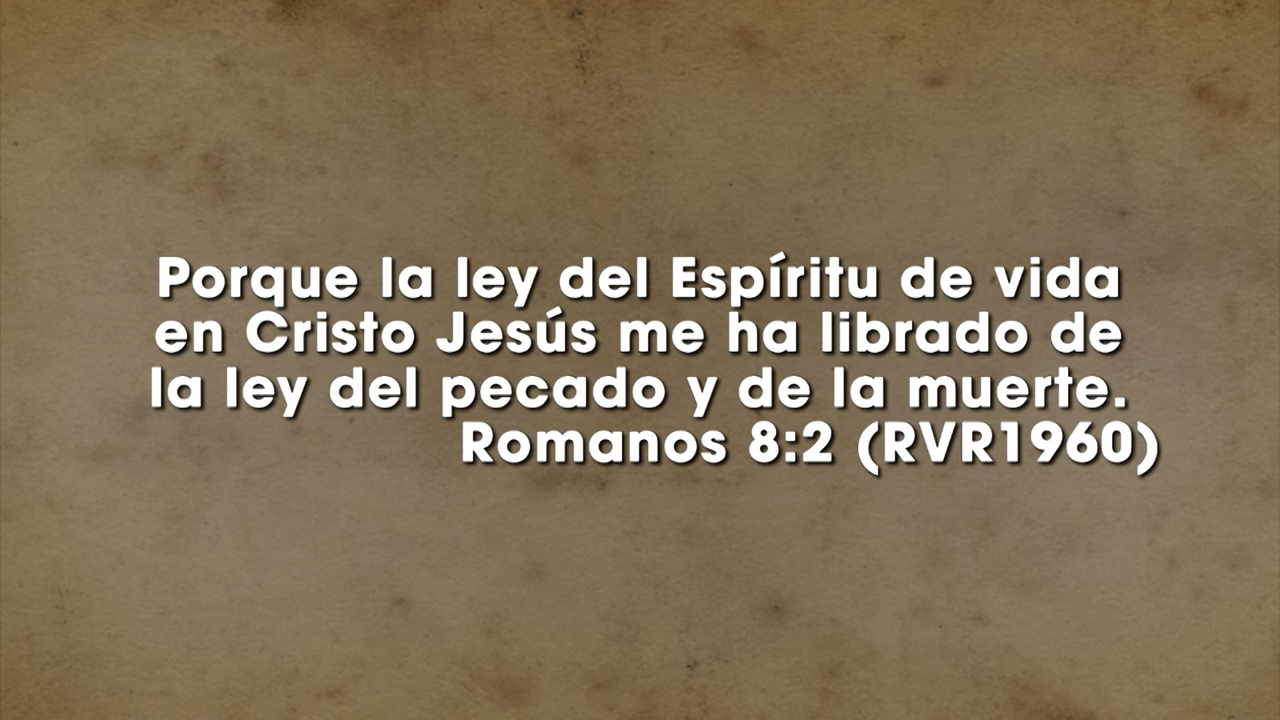 Porque la ley del Espíritu de vida
en Cristo Jesús me ha librado de
la ley del pecado y de la muerte.
Romanos 8:2 (RVR1960)